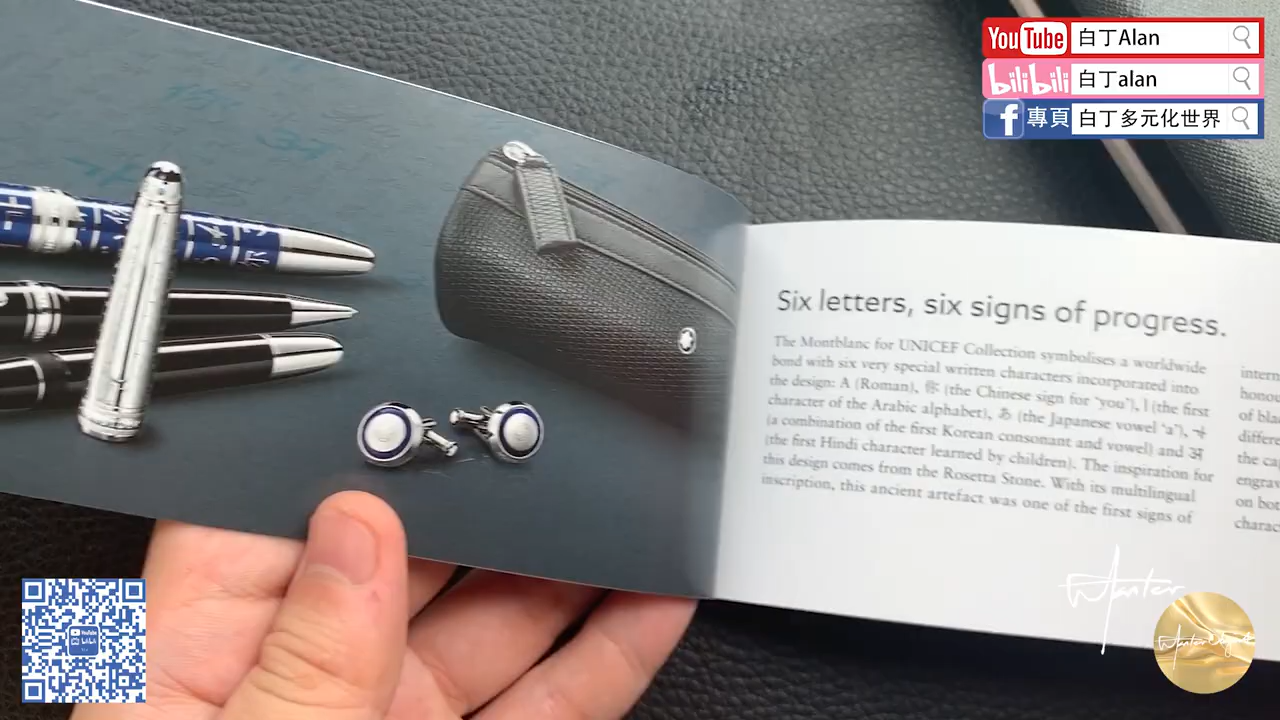 YouTube 白丁Alan
bilibili 白丁alan
f 專頁 白丁多元化世界
Six letters, six signs of progress.
The Montblanc for UNICEF Collection symbolises a worldwide
bond with six very special written characters incorporated into
the design: A (Roman), 你 (the Chinese sign for ‘you’), ا (the first
character of the Arabic alphabet), あ (the Japanese vowel ‘a’), 가
(a combination of the first Korean consonant and vowel) and अ
(the first Hindi character learned by children). The inspiration for
this design comes from the Rosetta Stone. With its multilingual
inscription, this ancient artefact was one of the first signs of
intern
honou
of bla
differe
the cap
engrav
on bot
charac
Wanter